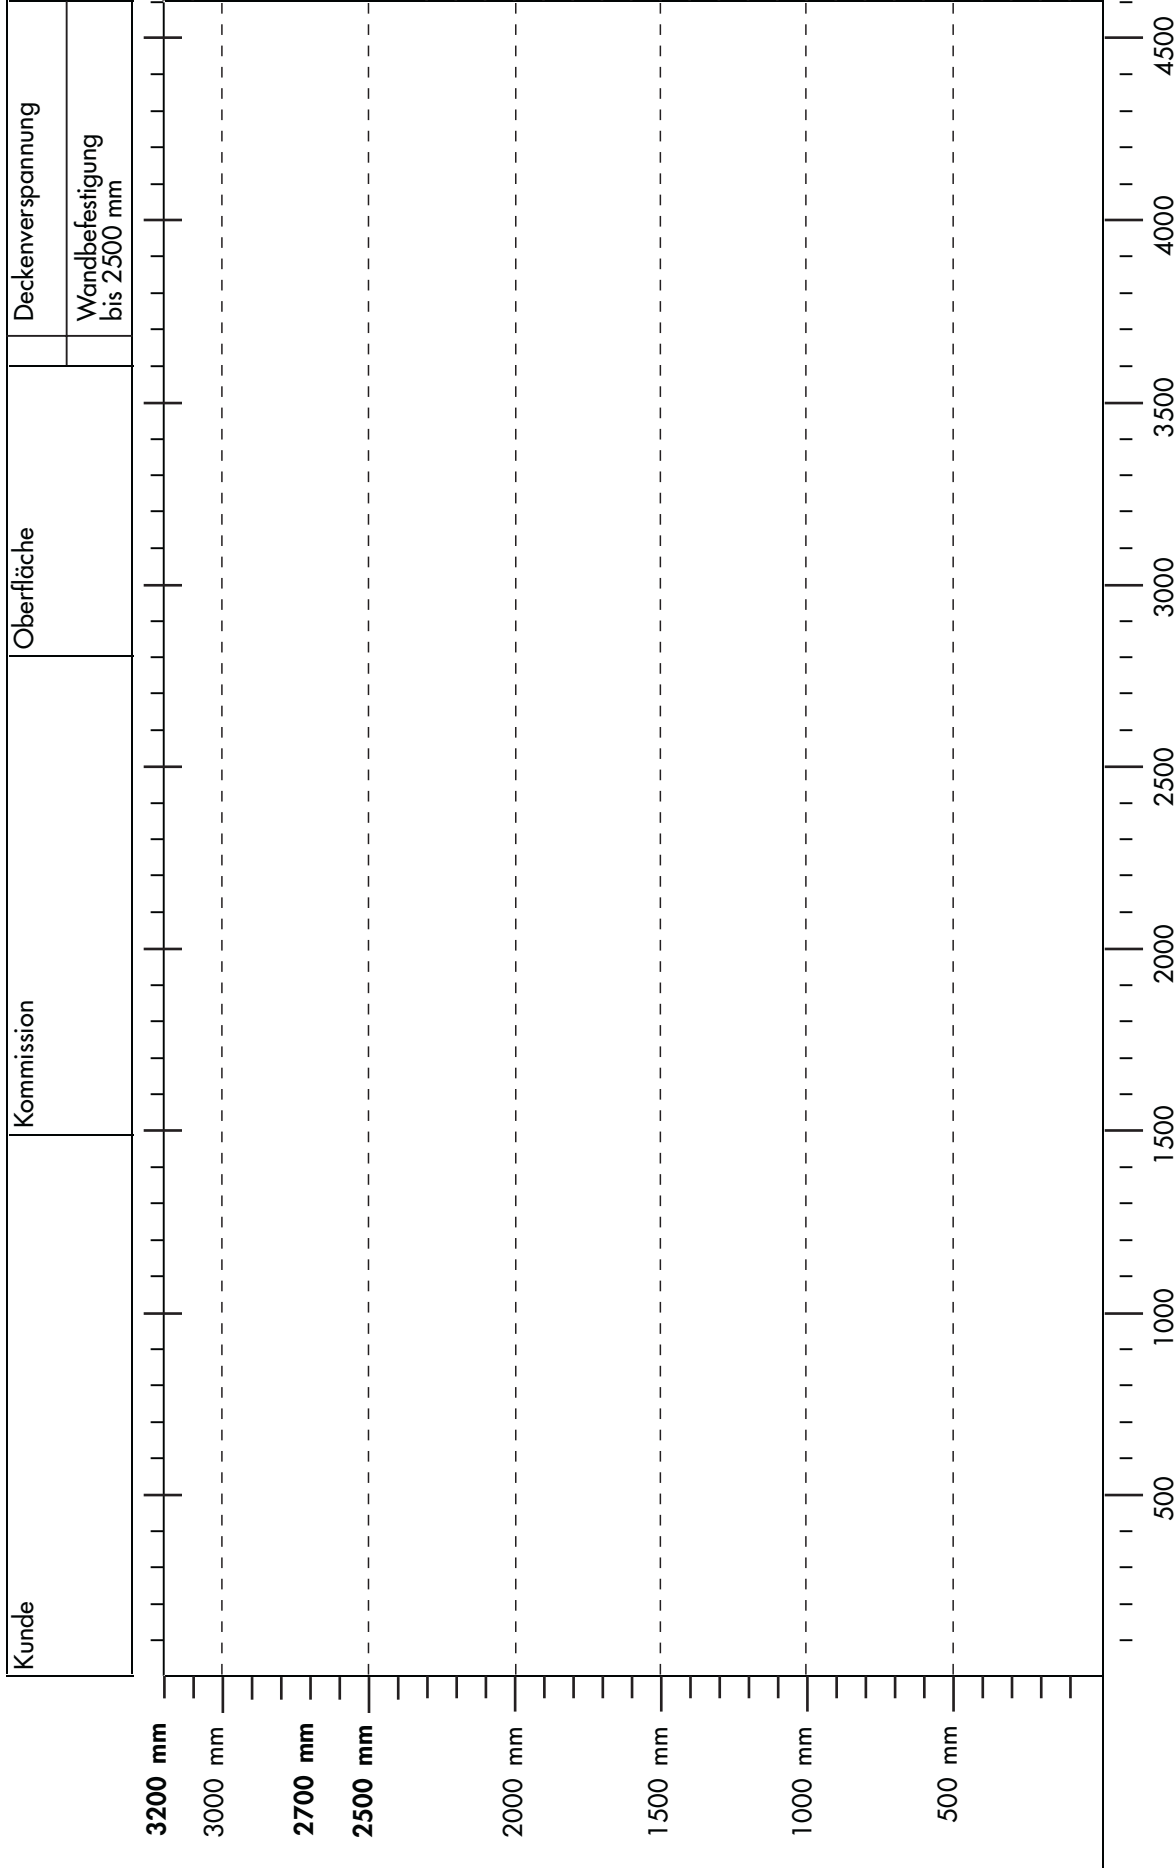 Kunde
Kommission
Oberfläche
Deckenverspannung
Wandbefestigung
bis 2500 mm
3200 mm
3000 mm
2700 mm
2500 mm
2000 mm
1500 mm
1000 mm
500 mm
500
1000
1500
2000
2500
3000
3500
4000
4500